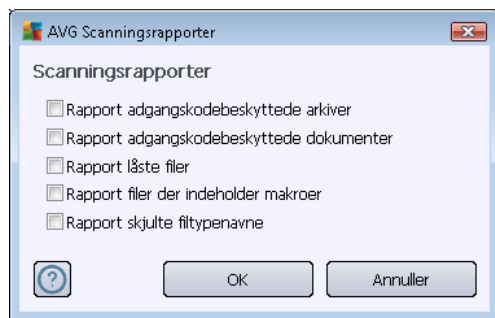 AVG Scanningsrapporter
Scanningsrapporter
Rapport adgangskodebeskyttede arkiver
Rapport adgangskodebeskyttede dokumenter
Rapport låste filer
Rapport filer der indeholder makroer
Rapport skjulte filtypenavne
? OK Annuller